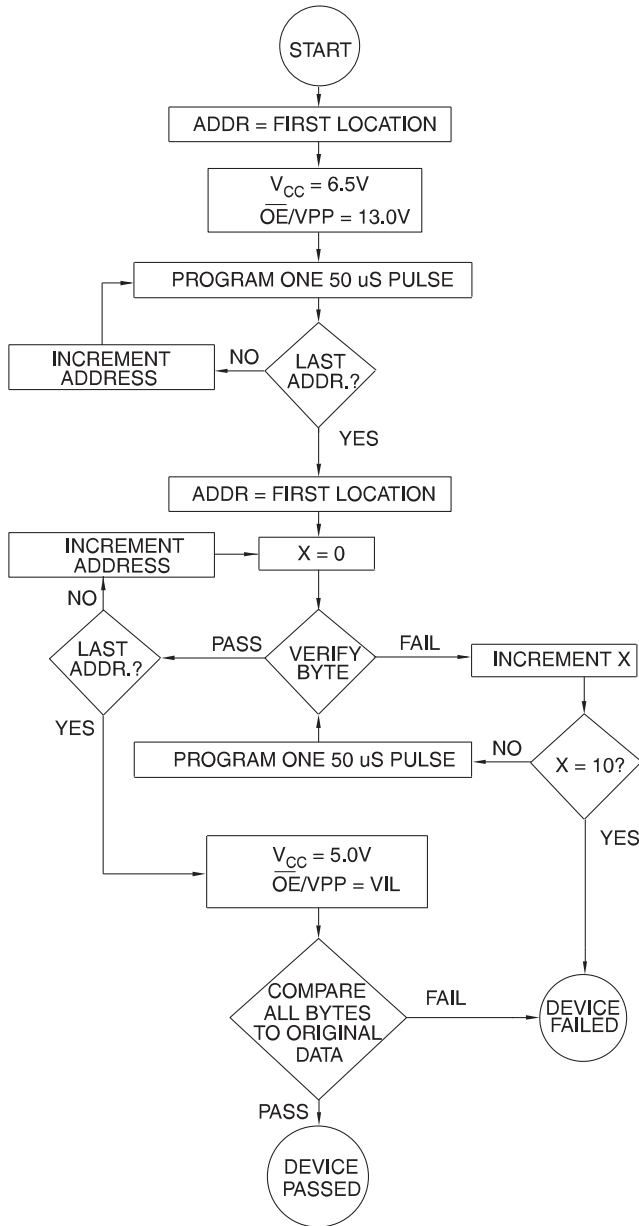 START
ADDR = FIRST LOCATION
VCC = 6.5V
OE/VPP = 13.0V
PROGRAM ONE 50 uS PULSE
INCREMENT
ADDRESS
NO
LAST
ADDR.?
YES
ADDR = FIRST LOCATION
INCREMENT
ADDRESS
X = 0
NO
LAST
ADDR.?
PASS
VERIFY
BYTE
FAIL
INCREMENT X
YES
PROGRAM ONE 50 uS PULSE
NO
X = 10?
YES
VCC = 5.0V
OE/VPP = VIL
COMPARE
ALL BYTES
TO ORIGINAL
DATA
FAIL
DEVICE
FAILED
PASS
DEVICE
PASSED